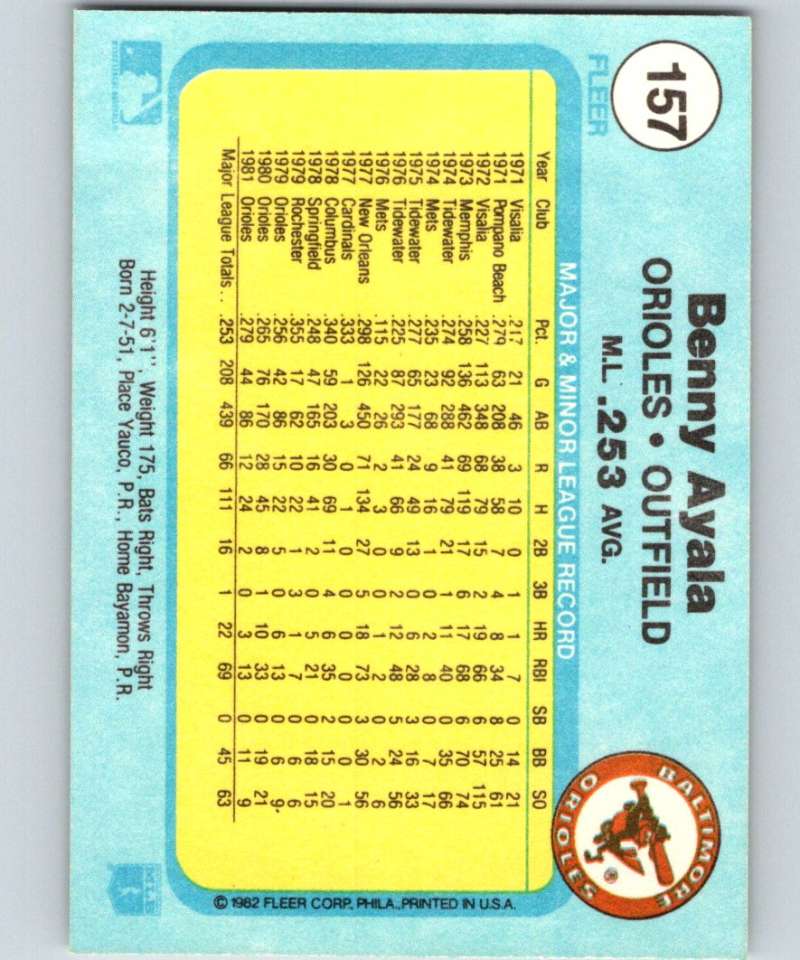 157
FLEER
Benny Ayala
ORIOLES • OUTFIELD
M.L. .253 AVG.
BALTIMORE ORIOLES
MAJOR & MINOR LEAGUE RECORD
Year Club Pct. G AB R H 2B 3B HR RBI SB BB SO
1971 Visalia .217 21 46 3 10 0 1 1 7 0 14 21
1971 Pompano Beach .279 63 208 38 58 7 4 8 34 8 25 61
1972 Visalia .227 113 348 68 79 15 2 19 66 6 57 115
1973 Memphis .258 136 462 69 119 17 6 17 68 6 70 74
1974 Tidewater .274 92 288 41 79 21 1 11 40 0 35 66
1974 Mets .235 23 68 9 16 1 0 2 8 0 7 17
1975 Tidewater .277 65 177 24 49 13 0 6 28 3 16 33
1976 Tidewater .225 87 293 41 66 9 2 12 48 5 24 56
1976 Mets .115 22 26 2 3 0 0 1 2 0 2 6
1977 New Orleans .298 126 450 71 134 27 5 18 73 3 30 56
1977 Cardinals .333 1 3 0 1 0 0 0 0 0 0 1
1978 Columbus .340 59 203 30 69 11 4 6 35 2 15 20
1978 Springfield .248 47 165 16 41 2 0 5 21 0 18 15
1979 Rochester .355 17 62 10 22 1 3 1 7 0 6 6
1979 Orioles .256 42 86 15 22 5 0 6 13 0 6 9
1980 Orioles .265 76 170 28 45 8 1 10 33 0 19 21
1981 Orioles .279 44 86 12 24 2 0 3 13 0 11 9
Major League Totals . . .253 208 439 66 111 16 1 22 69 0 45 63
Height 6'1", Weight 175, Bats Right, Throws Right
Born 2-7-51, Place Yauco, P.R., Home Bayamon, P.R.
© 1982 FLEER CORP., PHILA., PRINTED IN U.S.A.